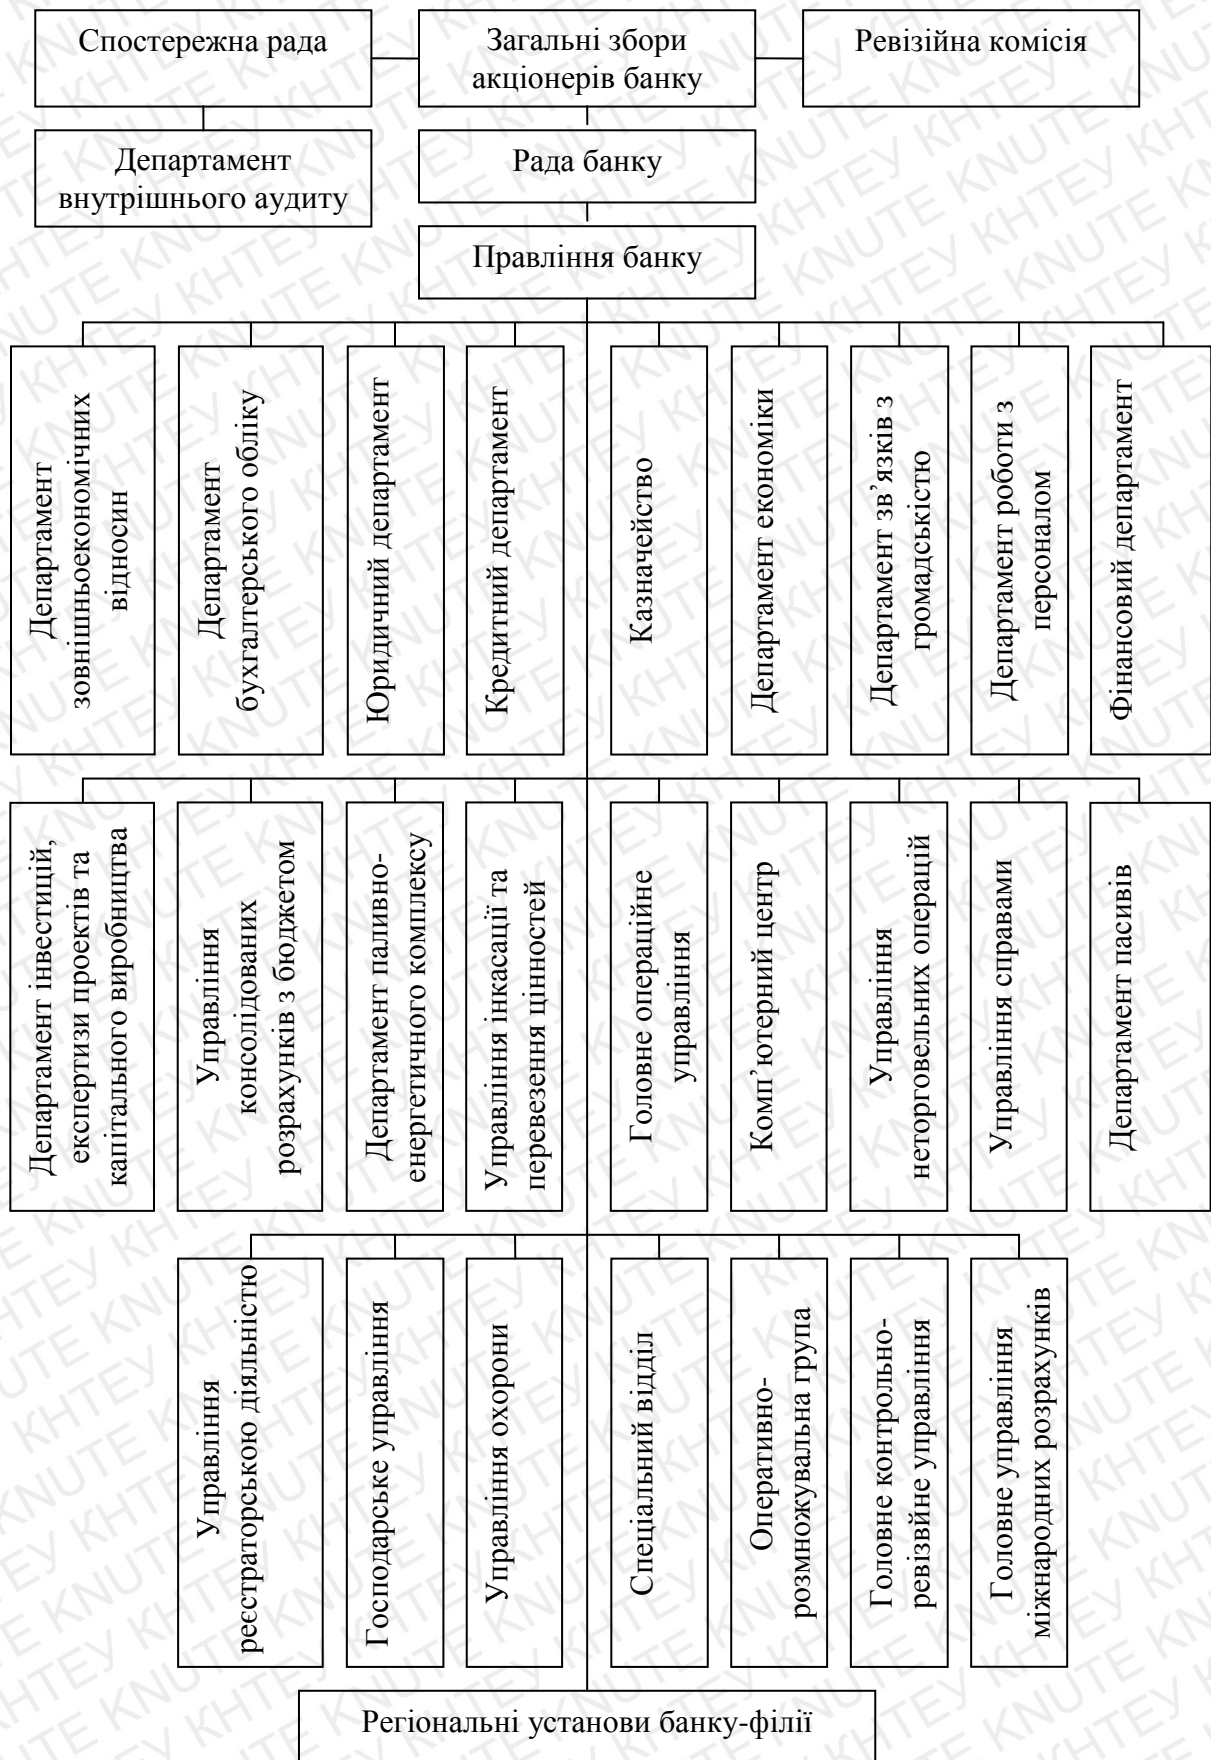 Спостережна рада
Загальні збори
акціонерів банку
Ревізійна комісія
Департамент
внутрішнього аудиту
Рада банку
Правління банку
Департамент
зовнішньоекономічних
відносин
Департамент
бухгалтерського обліку
Юридичний департамент
Кредитний департамент
Казначейство
Департамент економіки
Департамент зв’язків з
громадськістю
Департамент роботи з
персоналом
Фінансовий департамент
Департамент інвестицій,
експертизи проектів та
капітального виробництва
Управління
консолідованих
розрахунків з бюджетом
Департамент паливно-
енергетичного комплексу
Управління інкасації та
перевезення цінностей
Головне операційне
управління
Комп’ютерний центр
Управління
неторговельних операцій
Управління справами
Департамент пасивів
Управління
реєстраторською діяльністю
Господарське управління
Управління охорони
Спеціальний відділ
Оперативно-
розмножувальна група
Головне контрольно-
ревізвійне управління
Головне управління
міжнародних розрахунків
Регіональні установи банку-філії